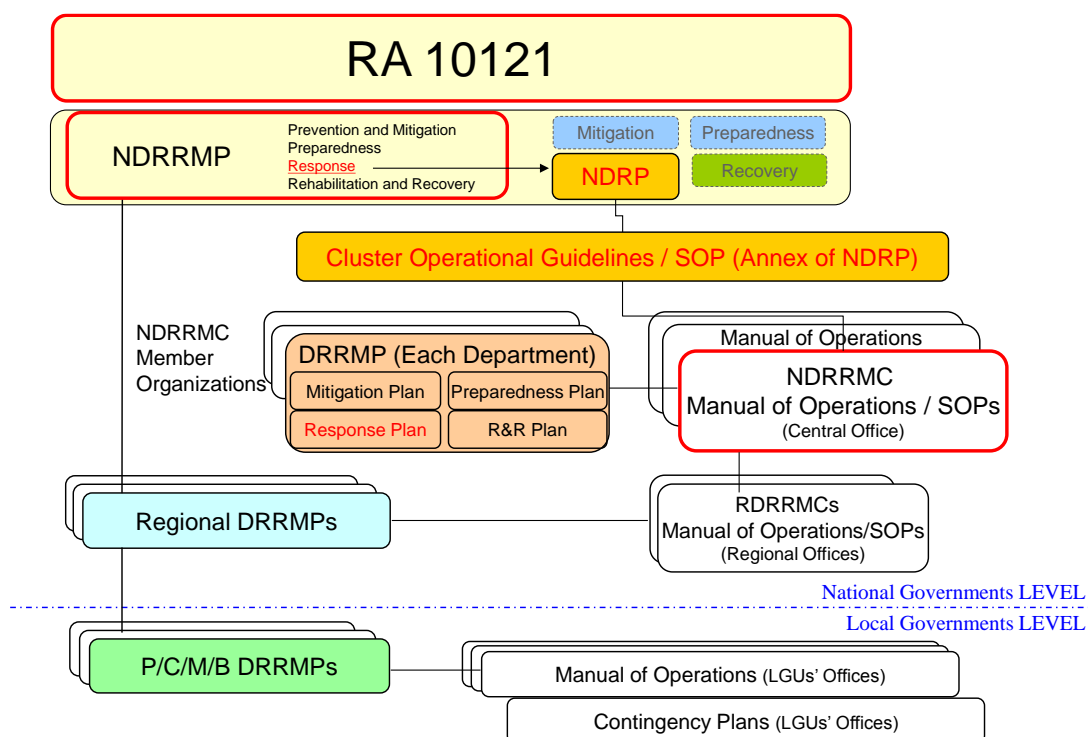 RA 10121
NDRRMP
Prevention and Mitigation
Preparedness
Response
Rehabilitation and Recovery
Mitigation
Preparedness
NDRP
Recovery
Cluster Operational Guidelines / SOP (Annex of NDRP)
NDRRMC
Member
Organizations
DRRMP (Each Department)
Mitigation Plan
Preparedness Plan
Response Plan
R&R Plan
Manual of Operations
NDRRMC
Manual of Operations / SOPs
(Central Office)
Regional DRRMPs
RDRRMCs
Manual of Operations/SOPs
(Regional Offices)
National Governments LEVEL
Local Governments LEVEL
P/C/M/B DRRMPs
Manual of Operations (LGUs' Offices)
Contingency Plans (LGUs' Offices)